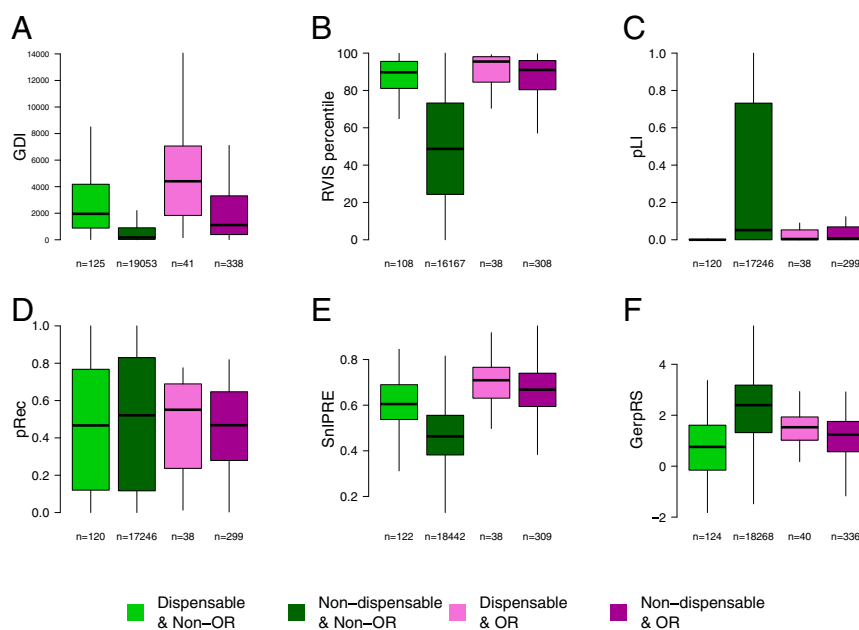 A
GDI
14000
12000
10000
8000
6000
4000
2000
0
n=125 n=19053 n=41 n=338
B
RVIS percentile
100
80
60
40
20
0
n=108 n=16167 n=38 n=308
C
pLI
1.0
0.8
0.6
0.4
0.2
0.0
n=120 n=17246 n=38 n=299
D
pRec
1.0
0.8
0.6
0.4
0.2
0.0
n=120 n=17246 n=38 n=299
E
SnIPRE
0.8
0.6
0.4
0.2
n=122 n=18442 n=38 n=309
F
GerpRS
4
2
0
−2
n=124 n=18268 n=40 n=336
Dispensable
& Non−OR
Non−dispensable
& Non−OR
Dispensable
& OR
Non−dispensable
& OR